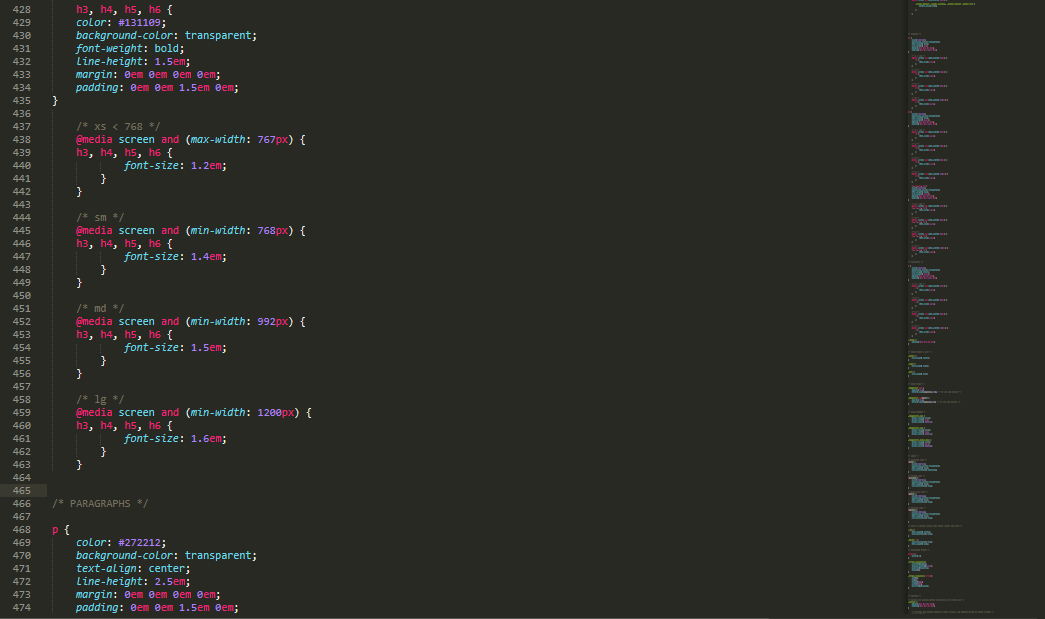 428 h3, h4, h5, h6 {
429 color: #131109;
430 background-color: transparent;
431 font-weight: bold;
432 line-height: 1.5em;
433 margin: 0em 0em 0em 0em;
434 padding: 0em 0em 1.5em 0em;
435 }
436
437 /* xs < 768 */
438 @media screen and (max-width: 767px) {
439 h3, h4, h5, h6 {
440 font-size: 1.2em;
441 }
442 }
443
444 /* sm */
445 @media screen and (min-width: 768px) {
446 h3, h4, h5, h6 {
447 font-size: 1.4em;
448 }
449 }
450
451 /* md */
452 @media screen and (min-width: 992px) {
453 h3, h4, h5, h6 {
454 font-size: 1.5em;
455 }
456 }
457
458 /* lg */
459 @media screen and (min-width: 1200px) {
460 h3, h4, h5, h6 {
461 font-size: 1.6em;
462 }
463 }
464
465
466 /* PARAGRAPHS */
467
468 p {
469 color: #272212;
470 background-color: transparent;
471 text-align: center;
472 line-height: 2.5em;
473 margin: 0em 0em 0em 0em;
474 padding: 0em 0em 1.5em 0em;